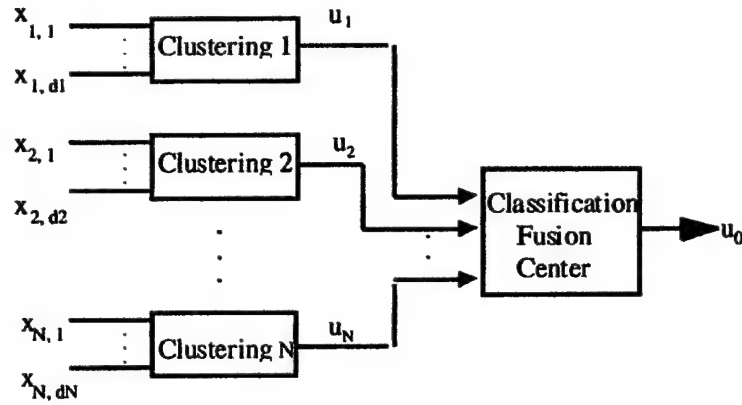 x1, 1
Clustering 1
u1
x1, d1
x2, 1
Clustering 2
u2
x2, d2
Classification
Fusion
Center
u0
xN, 1
Clustering N
uN
xN, dN